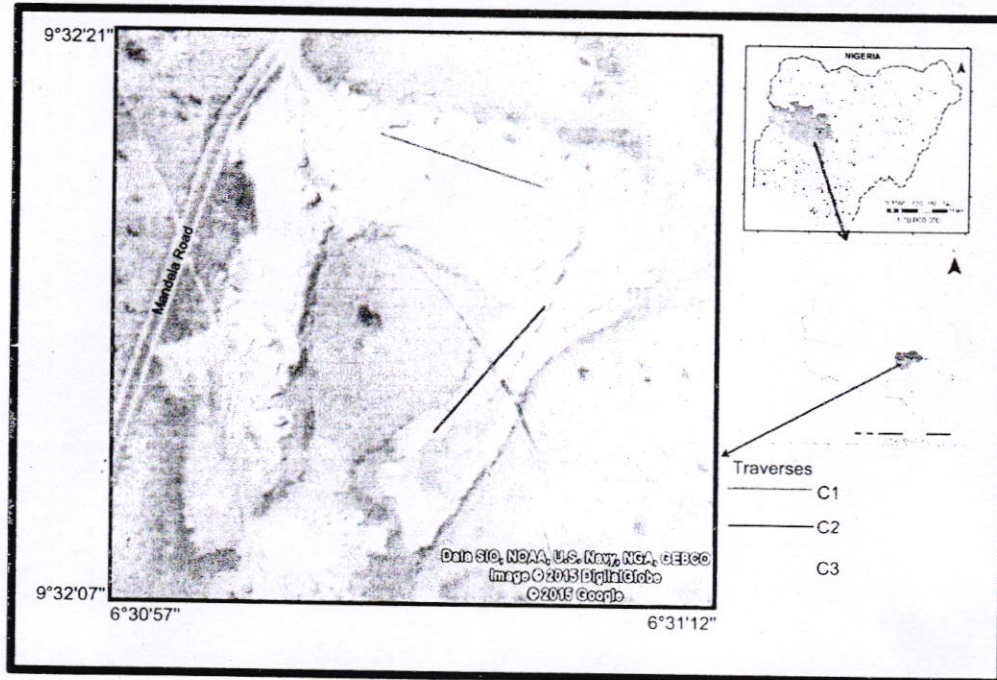 9°32'21"
NIGERIA
Mandela Road
Traverses
C1
C2
C3
Data SIO, NOAA, U.S. Navy, NGA, GEBCO
Image © 2015 DigitalGlobe
© 2015 Google
9°32'07"
6°30'57"
6°31'12"